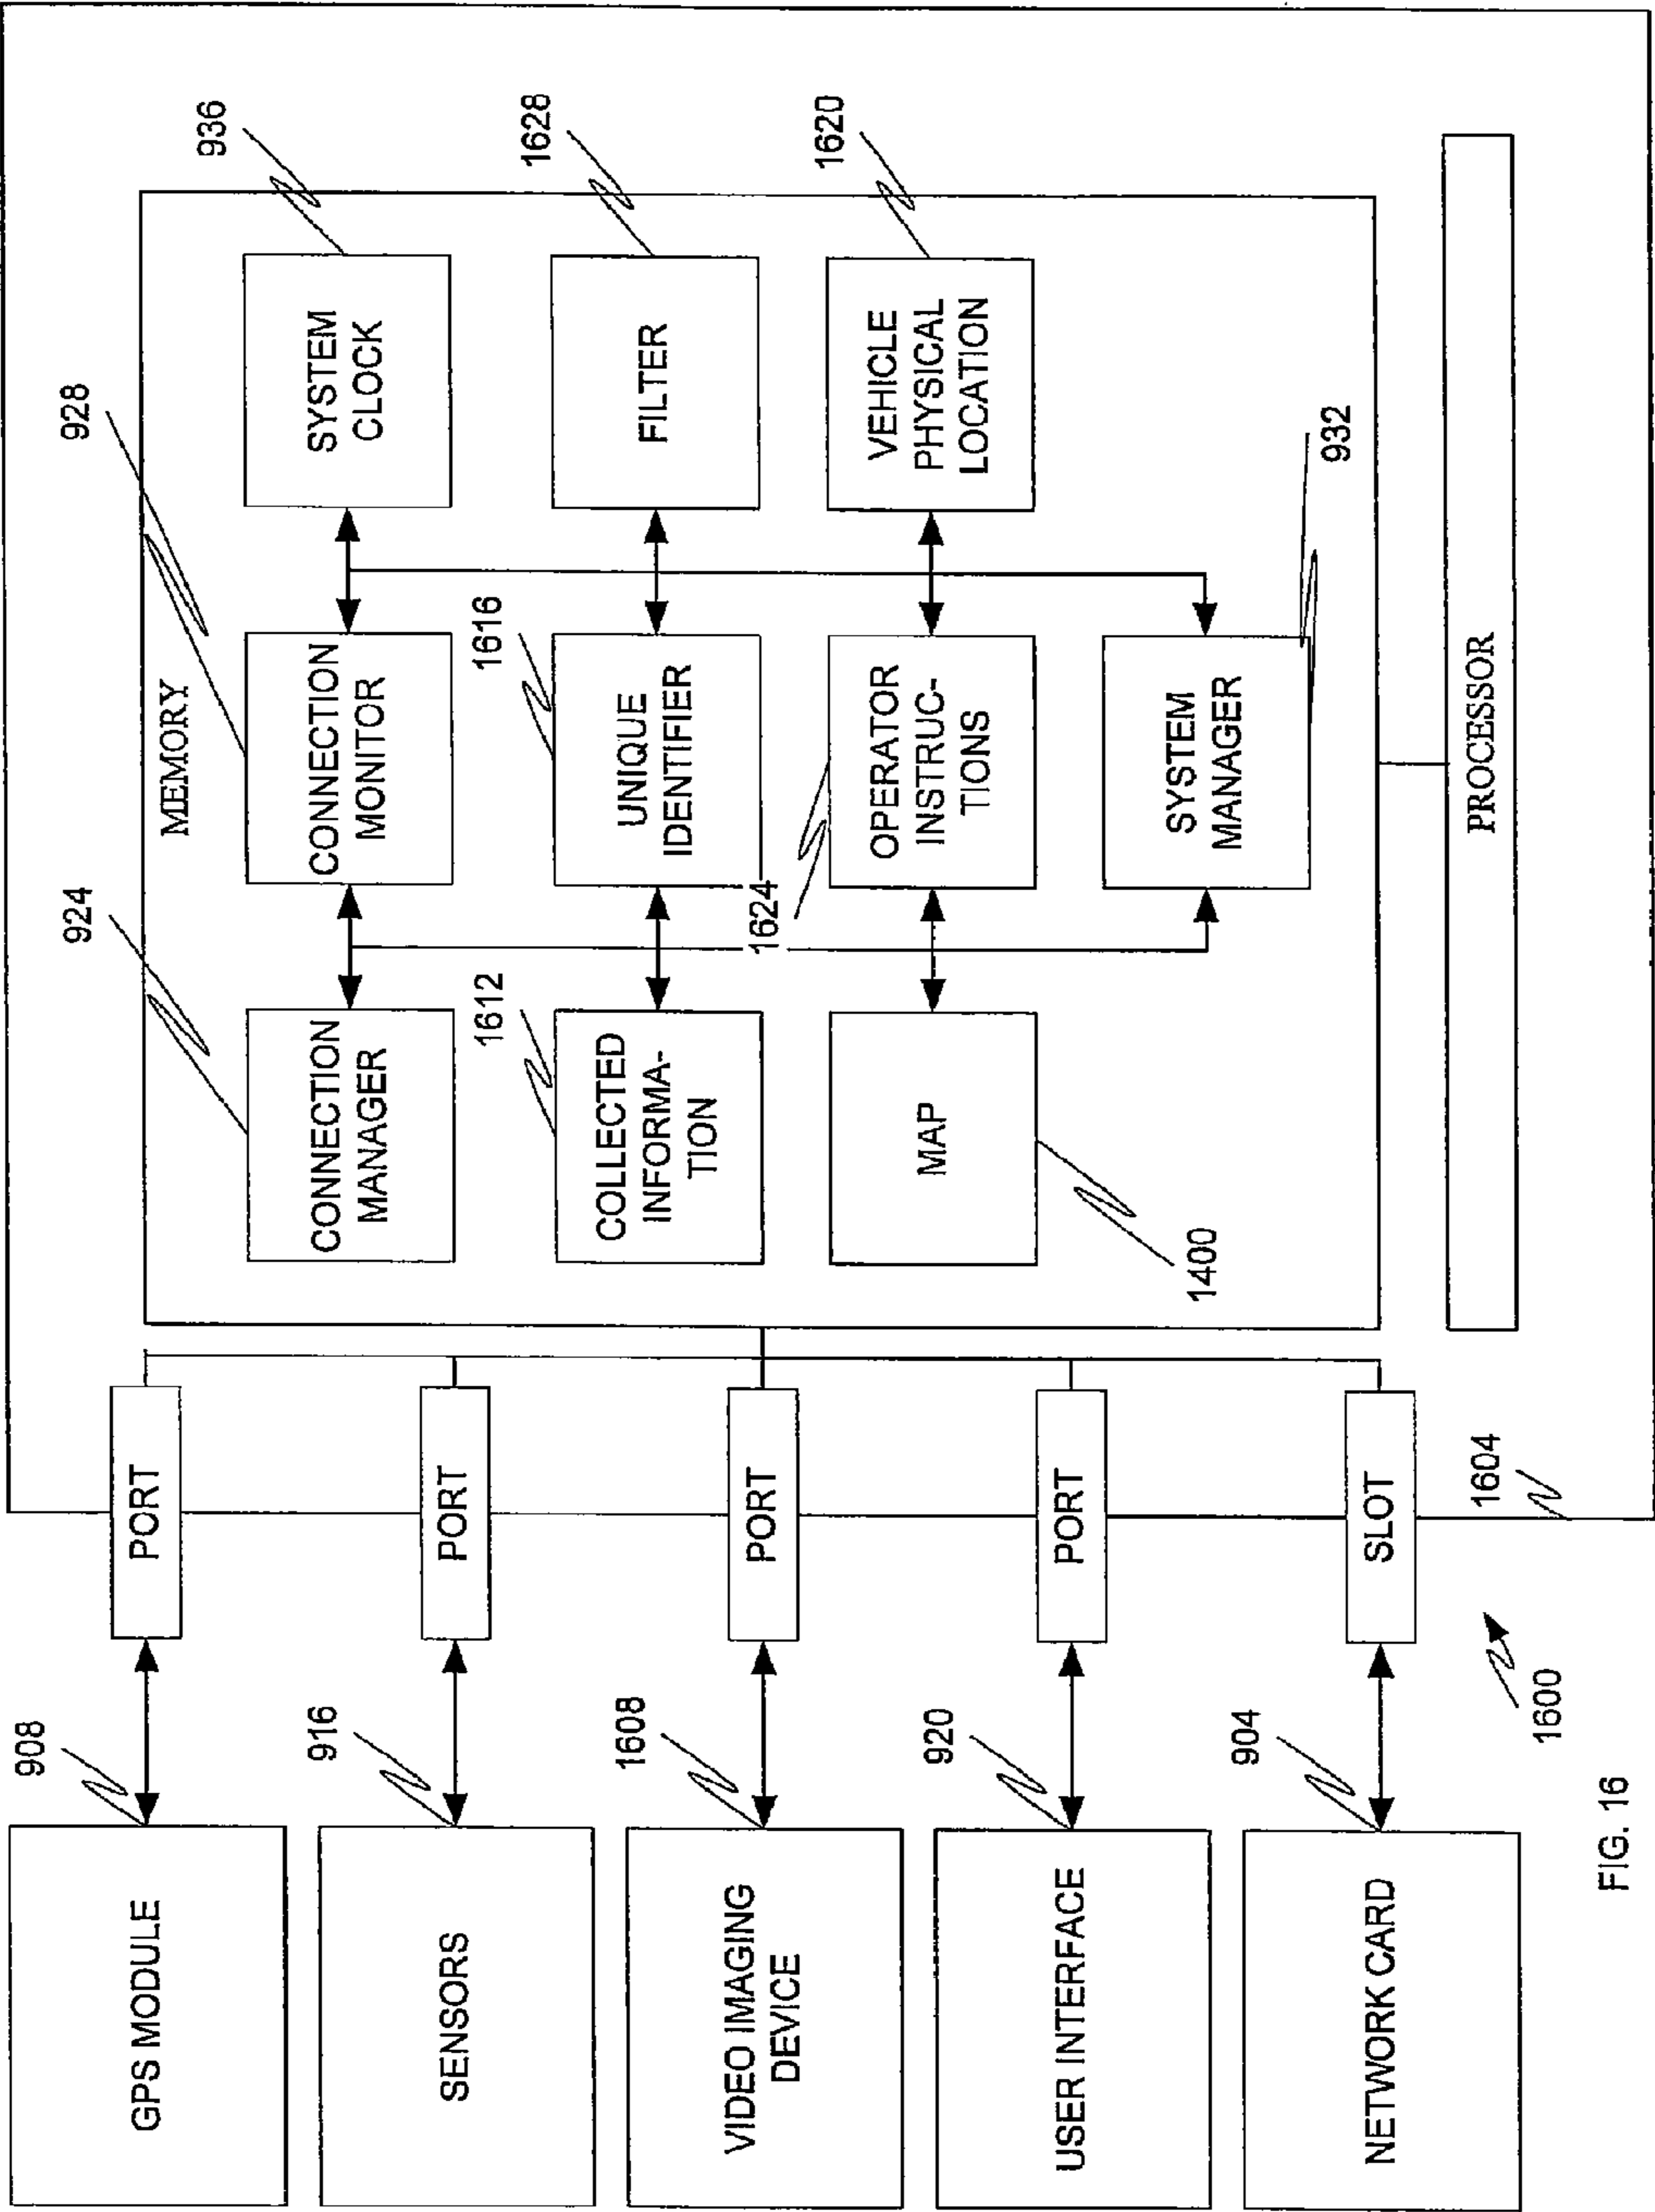 908
GPS MODULE
PORT
916
SENSORS
PORT
1608
VIDEO IMAGING
DEVICE
PORT
920
USER INTERFACE
PORT
904
NETWORK CARD
SLOT
1600
1604
MEMORY
924
CONNECTION
MANAGER
928
CONNECTION
MONITOR
936
SYSTEM
CLOCK
1612
COLLECTED
INFORMA-
TION
1616
UNIQUE
IDENTIFIER
1628
FILTER
MAP
1400
1624
OPERATOR
INSTRUC-
TIONS
1620
VEHICLE
PHYSICAL
LOCATION
SYSTEM
MANAGER
932
PROCESSOR
FIG. 16